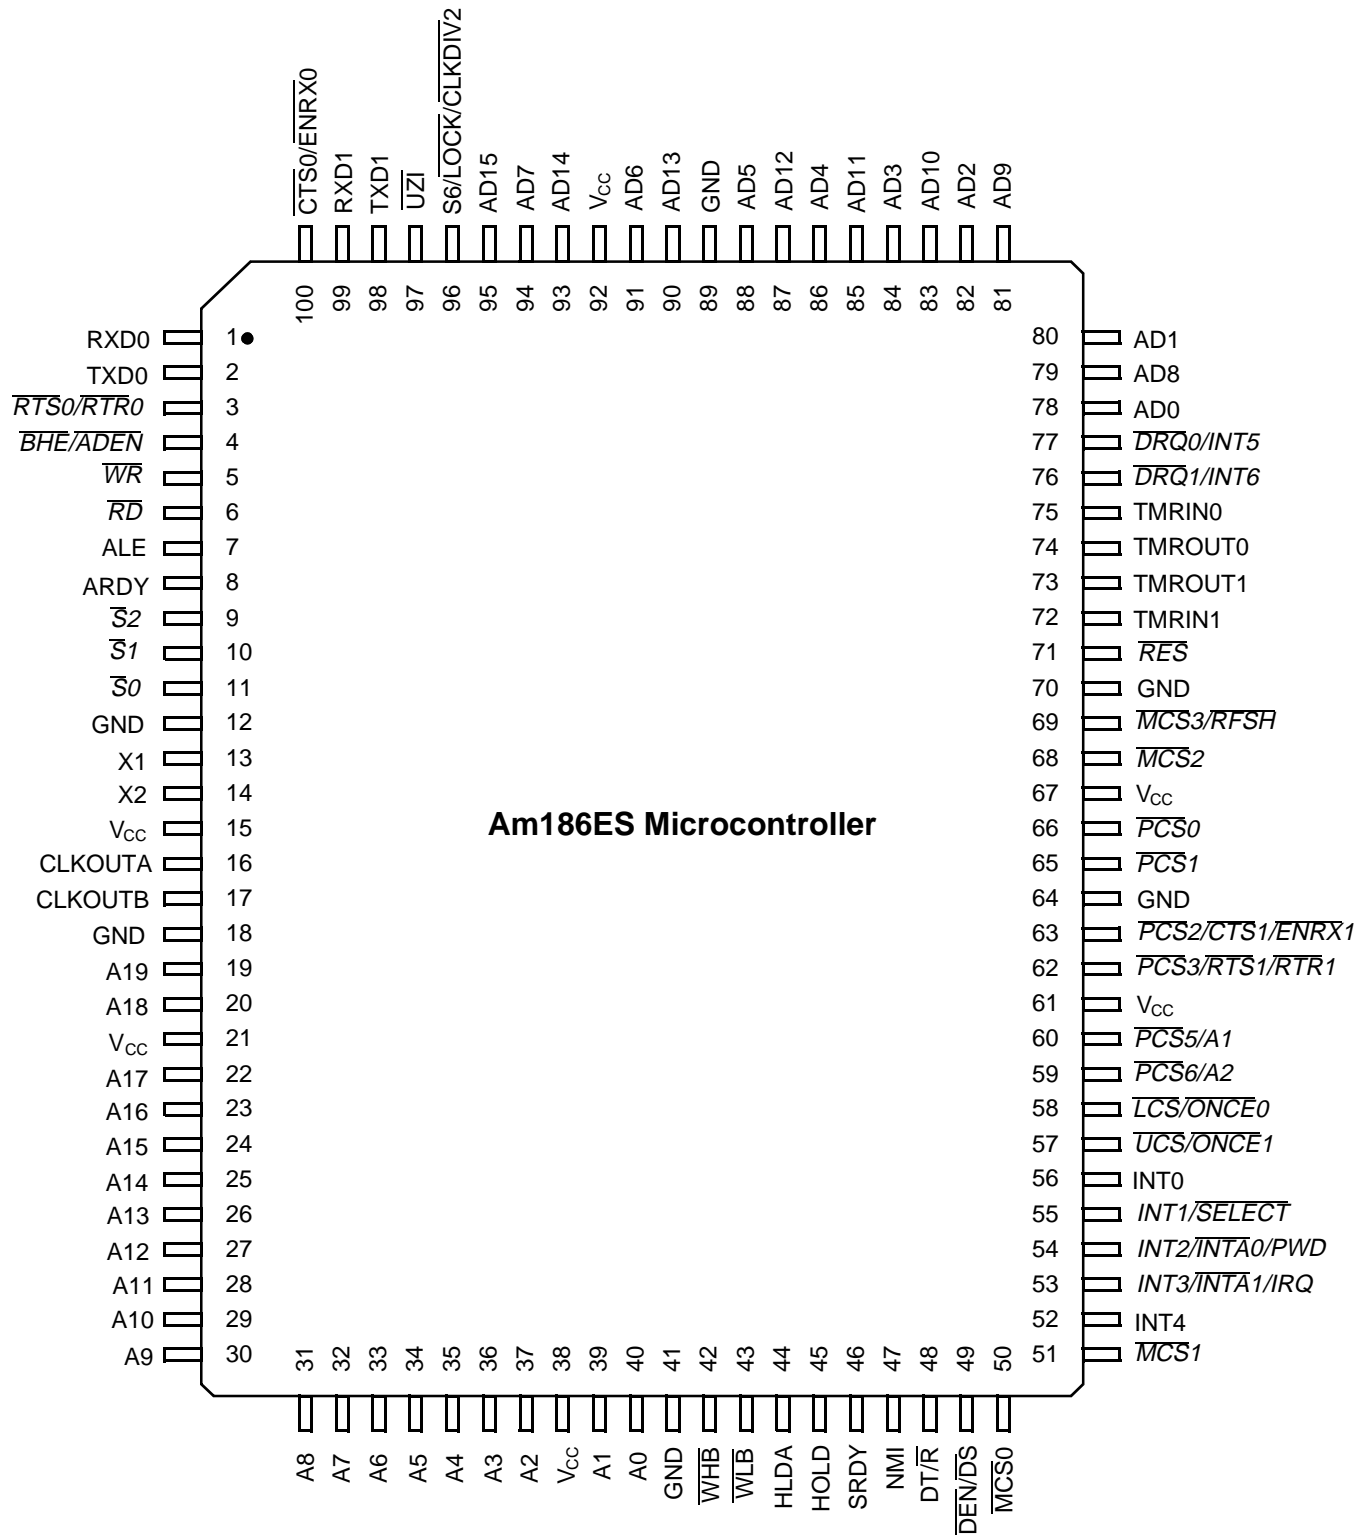 CTS0/ENRX0
RXD1
TXD1
UZI
S6/LOCK/CLKDIV2
AD15
AD7
AD14
VCC
AD6
AD13
GND
AD5
AD12
AD4
AD11
AD3
AD10
AD2
AD9
100
99
98
97
96
95
94
93
92
91
90
89
88
87
86
85
84
83
82
81
RXD0 1
TXD0 2
RTS0/RTR0 3
BHE/ADEN 4
WR 5
RD 6
ALE 7
ARDY 8
S2 9
S1 10
S0 11
GND 12
X1 13
X2 14
VCC 15
CLKOUTA 16
CLKOUTB 17
GND 18
A19 19
A18 20
VCC 21
A17 22
A16 23
A15 24
A14 25
A13 26
A12 27
A11 28
A10 29
A9 30
Am186ES Microcontroller
80 AD1
79 AD8
78 AD0
77 DRQ0/INT5
76 DRQ1/INT6
75 TMRIN0
74 TMROUT0
73 TMROUT1
72 TMRIN1
71 RES
70 GND
69 MCS3/RFSH
68 MCS2
67 VCC
66 PCS0
65 PCS1
64 GND
63 PCS2/CTS1/ENRX1
62 PCS3/RTS1/RTR1
61 VCC
60 PCS5/A1
59 PCS6/A2
58 LCS/ONCE0
57 UCS/ONCE1
56 INT0
55 INT1/SELECT
54 INT2/INTA0/PWD
53 INT3/INTA1/IRQ
52 INT4
51 MCS1
31
32
33
34
35
36
37
38
39
40
41
42
43
44
45
46
47
48
49
50
A8
A7
A6
A5
A4
A3
A2
VCC
A1
A0
GND
WHB
WLB
HLDA
HOLD
SRDY
NMI
DT/R
DEN/DS
MCS0